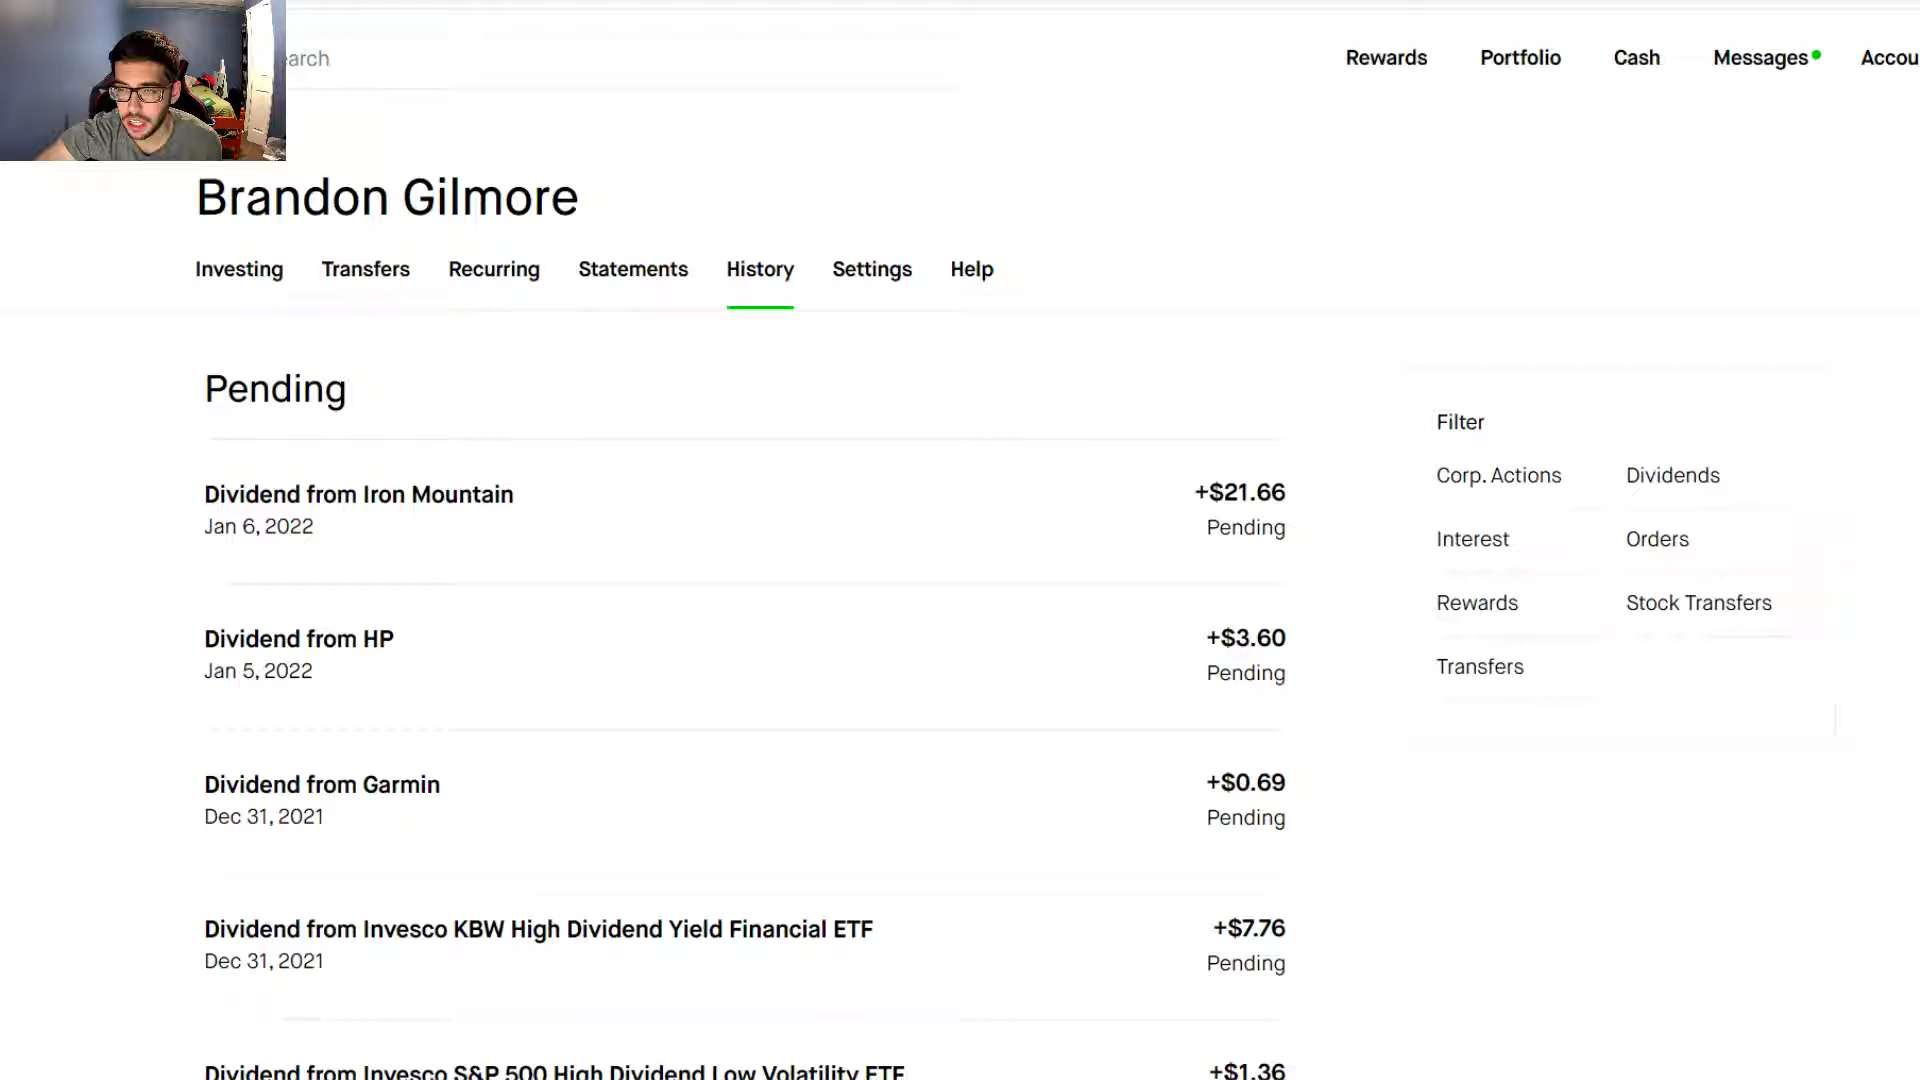 earch
Rewards Portfolio Cash Messages Accou
Brandon Gilmore
Investing Transfers Recurring Statements History Settings Help
Pending
Dividend from Iron Mountain +$21.66
Jan 6, 2022 Pending
Dividend from HP +$3.60
Jan 5, 2022 Pending
Dividend from Garmin +$0.69
Dec 31, 2021 Pending
Dividend from Invesco KBW High Dividend Yield Financial ETF +$7.76
Dec 31, 2021 Pending
Dividend from Invesco S&P 500 High Dividend Low Volatility ETF +$1.36
Filter
Corp. Actions Dividends
Interest Orders
Rewards Stock Transfers
Transfers